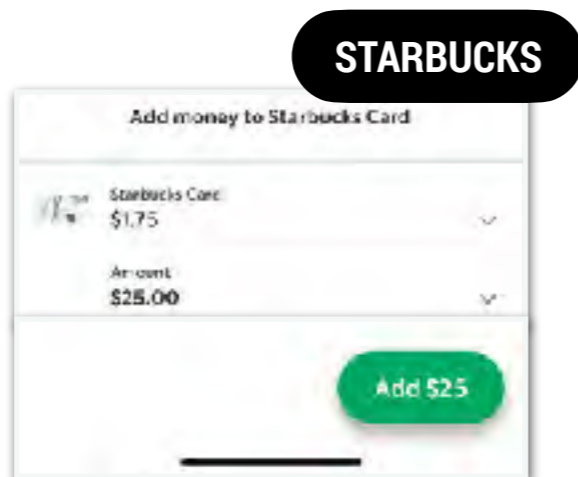 STARBUCKS
Add money to Starbucks Card
Starbucks Card
$1.75
Amount
$25.00
Add $25